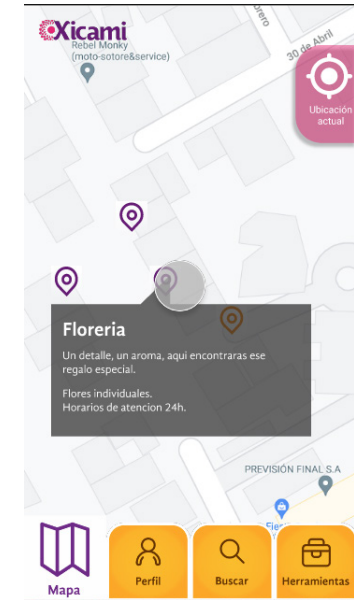 Xicami
Rebel Monky
(moto-sotore&service)
30 de Abril
Ubicación
actual
Floreria
Un detalle, un aroma, aqui encontraras ese
regalo especial.
Flores individuales.
Horarios de atencion 24h.
PREVISIÓN FINAL S.A
Mapa
Perfil
Buscar
Herramientas